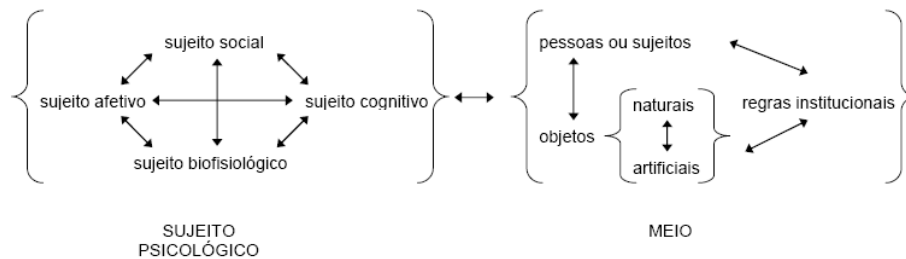 sujeito social
pessoas ou sujeitos
sujeito afetivo
sujeito cognitivo
naturais
regras institucionais
objetos
sujeito biofisiológico
artificiais
SUJEITO
PSICOLÓGICO
MEIO